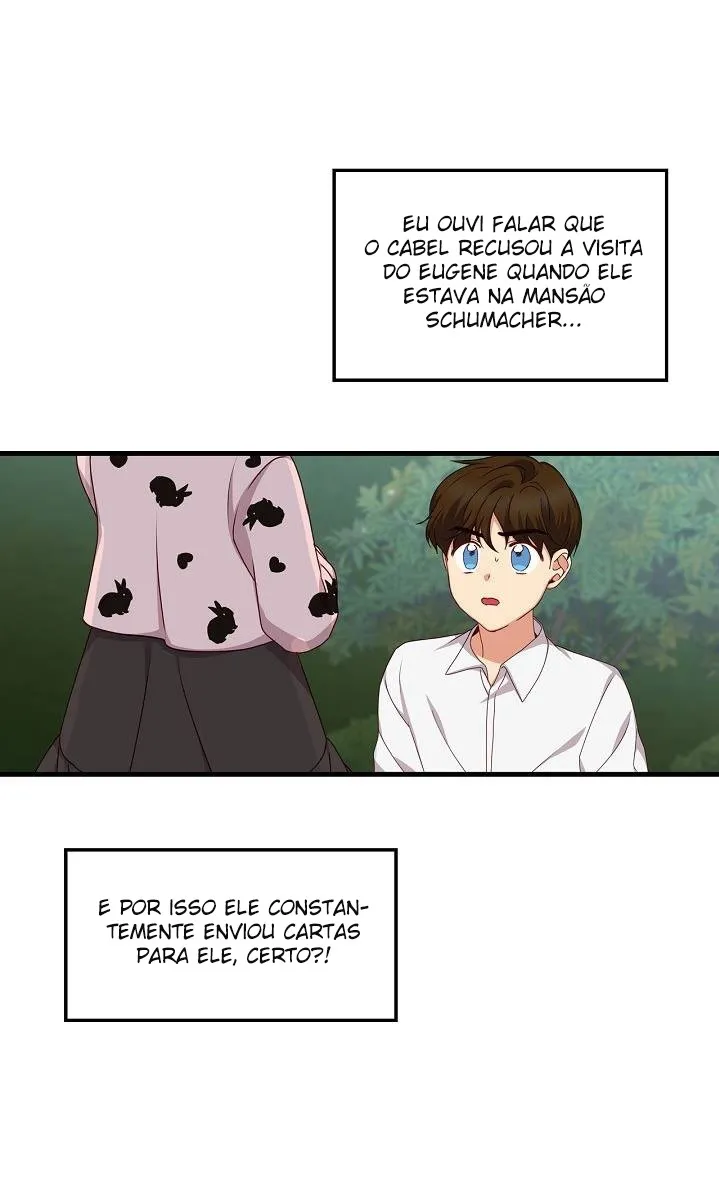 EU OUVI FALAR QUE
O CABEL RECUSOU A VISITA
DO EUGENE QUANDO ELE
ESTAVA NA MANSÃO
SCHUMACHER...
E POR ISSO ELE CONSTAN-
TEMENTE ENVIOU CARTAS
PARA ELE, CERTO?!